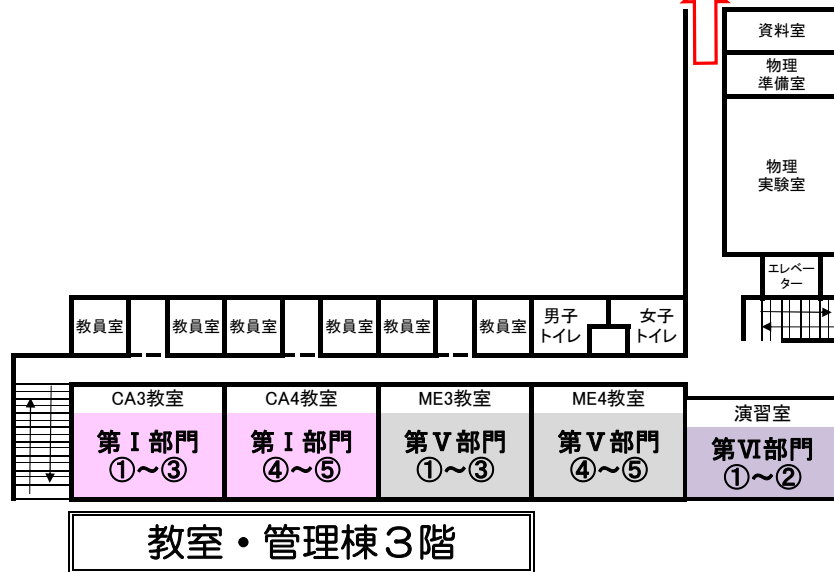 資料室
物理
準備室
物理
実験室
エレベー
ター
教員室
教員室
教員室
教員室
教員室
教員室
男子
トイレ
女子
トイレ
CA3教室
第Ⅰ部門
①~③
CA4教室
第Ⅰ部門
④~⑤
ME3教室
第Ⅴ部門
①~③
ME4教室
第Ⅴ部門
④~⑤
演習室
第Ⅵ部門
①~②
教室・管理棟3階